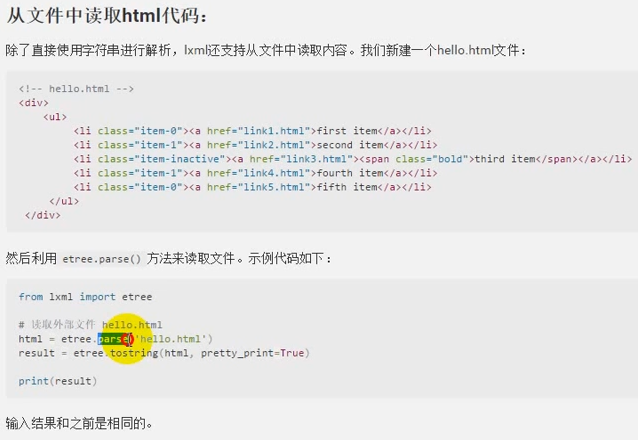 从文件中读取html代码：
除了直接使用字符串进行解析，lxml还支持从文件中读取内容。我们新建一个hello.html文件：
<!-- hello.html -->
<div>
    <ul>
         <li class="item-0"><a href="link1.html">first item</a></li>
         <li class="item-1"><a href="link2.html">second item</a></li>
         <li class="item-inactive"><a href="link3.html"><span class="bold">third item</span></a></li>
         <li class="item-1"><a href="link4.html">fourth item</a></li>
         <li class="item-0"><a href="link5.html">fifth item</a></li>
     </ul>
 </div>
然后利用 etree.parse() 方法来读取文件。示例代码如下：
from lxml import etree
# 读取外部文件 hello.html
html = etree.parse('hello.html')
result = etree.tostring(html, pretty_print=True)
print(result)
输入结果和之前是相同的。